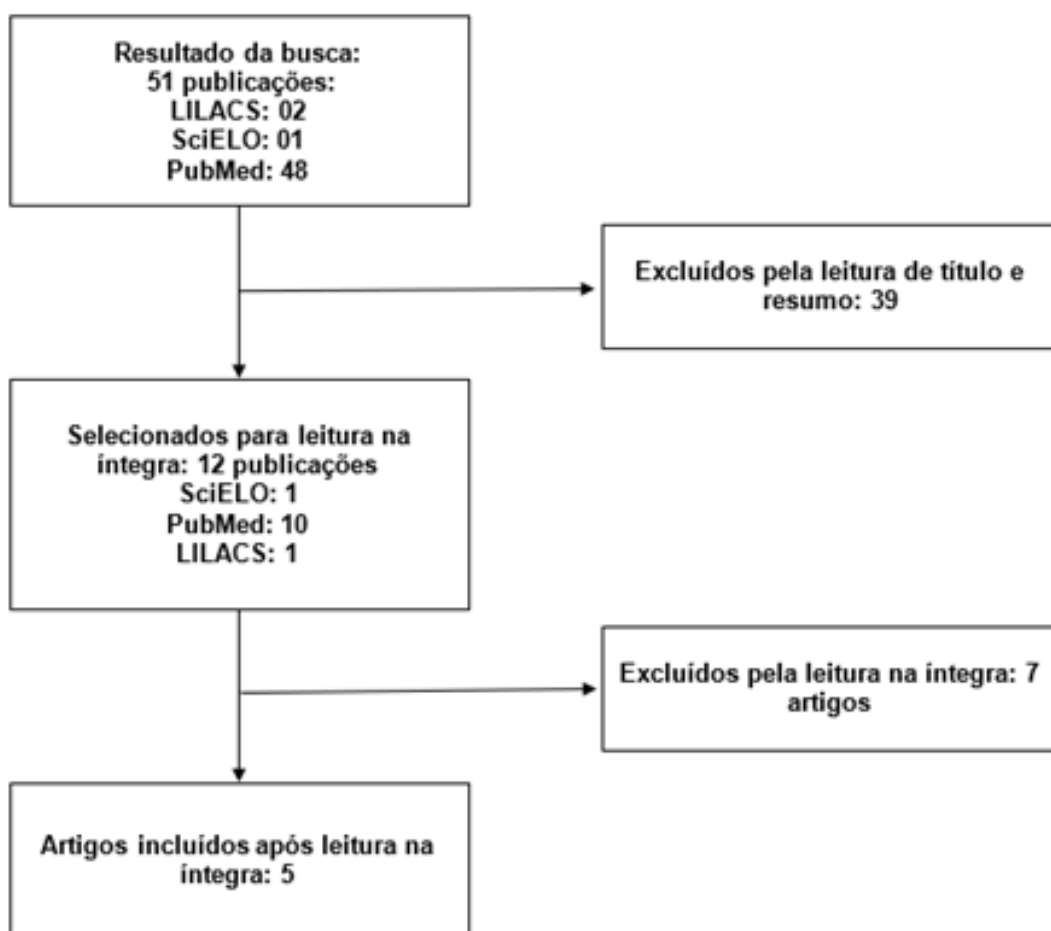 Resultado da busca:
51 publicações:
LILACS: 02
SciELO: 01
PubMed: 48
Excluídos pela leitura de título e
resumo: 39
Selecionados para leitura na
íntegra: 12 publicações
SciELO: 1
PubMed: 10
LILACS: 1
Excluídos pela leitura na íntegra: 7
artigos
Artigos incluídos após leitura na
íntegra: 5